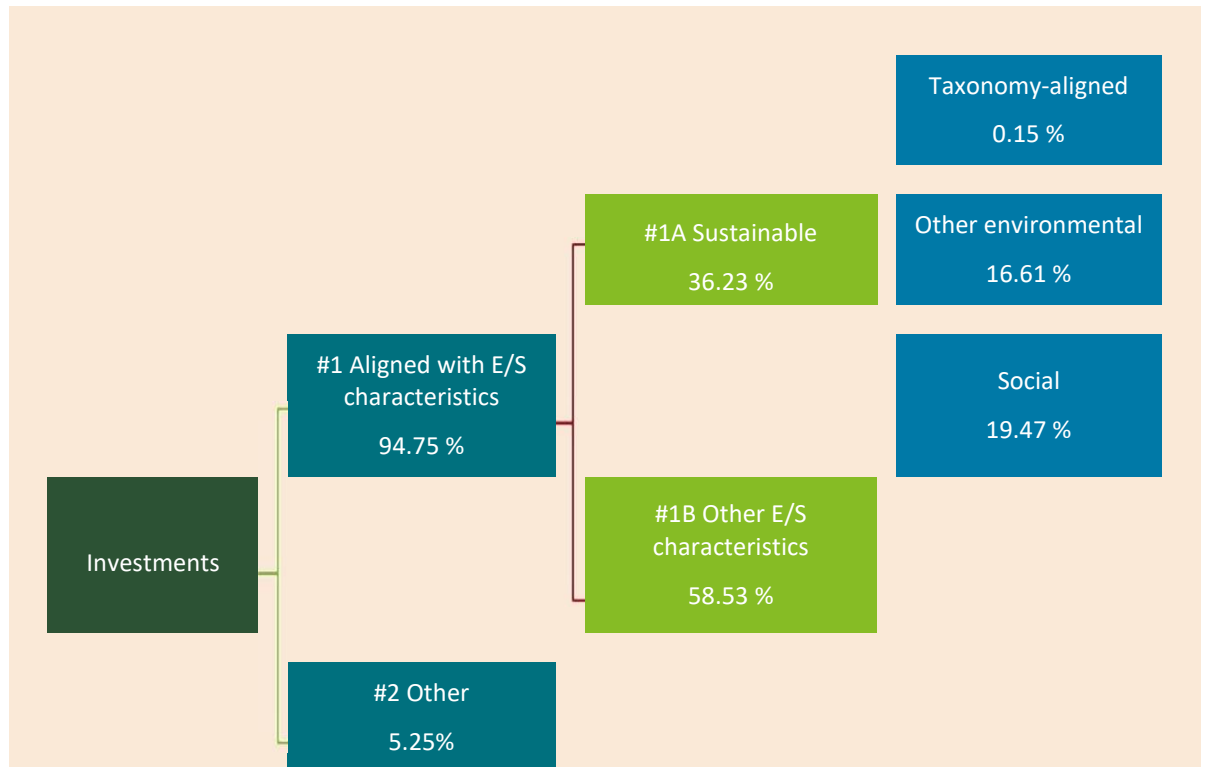 Taxonomy-aligned
0.15 %
#1A Sustainable
36.23 %
Other environmental
16.61 %
#1 Aligned with E/S
characteristics
94.75 %
Social
19.47 %
Investments
#1B Other E/S
characteristics
58.53 %
#2 Other
5.25%